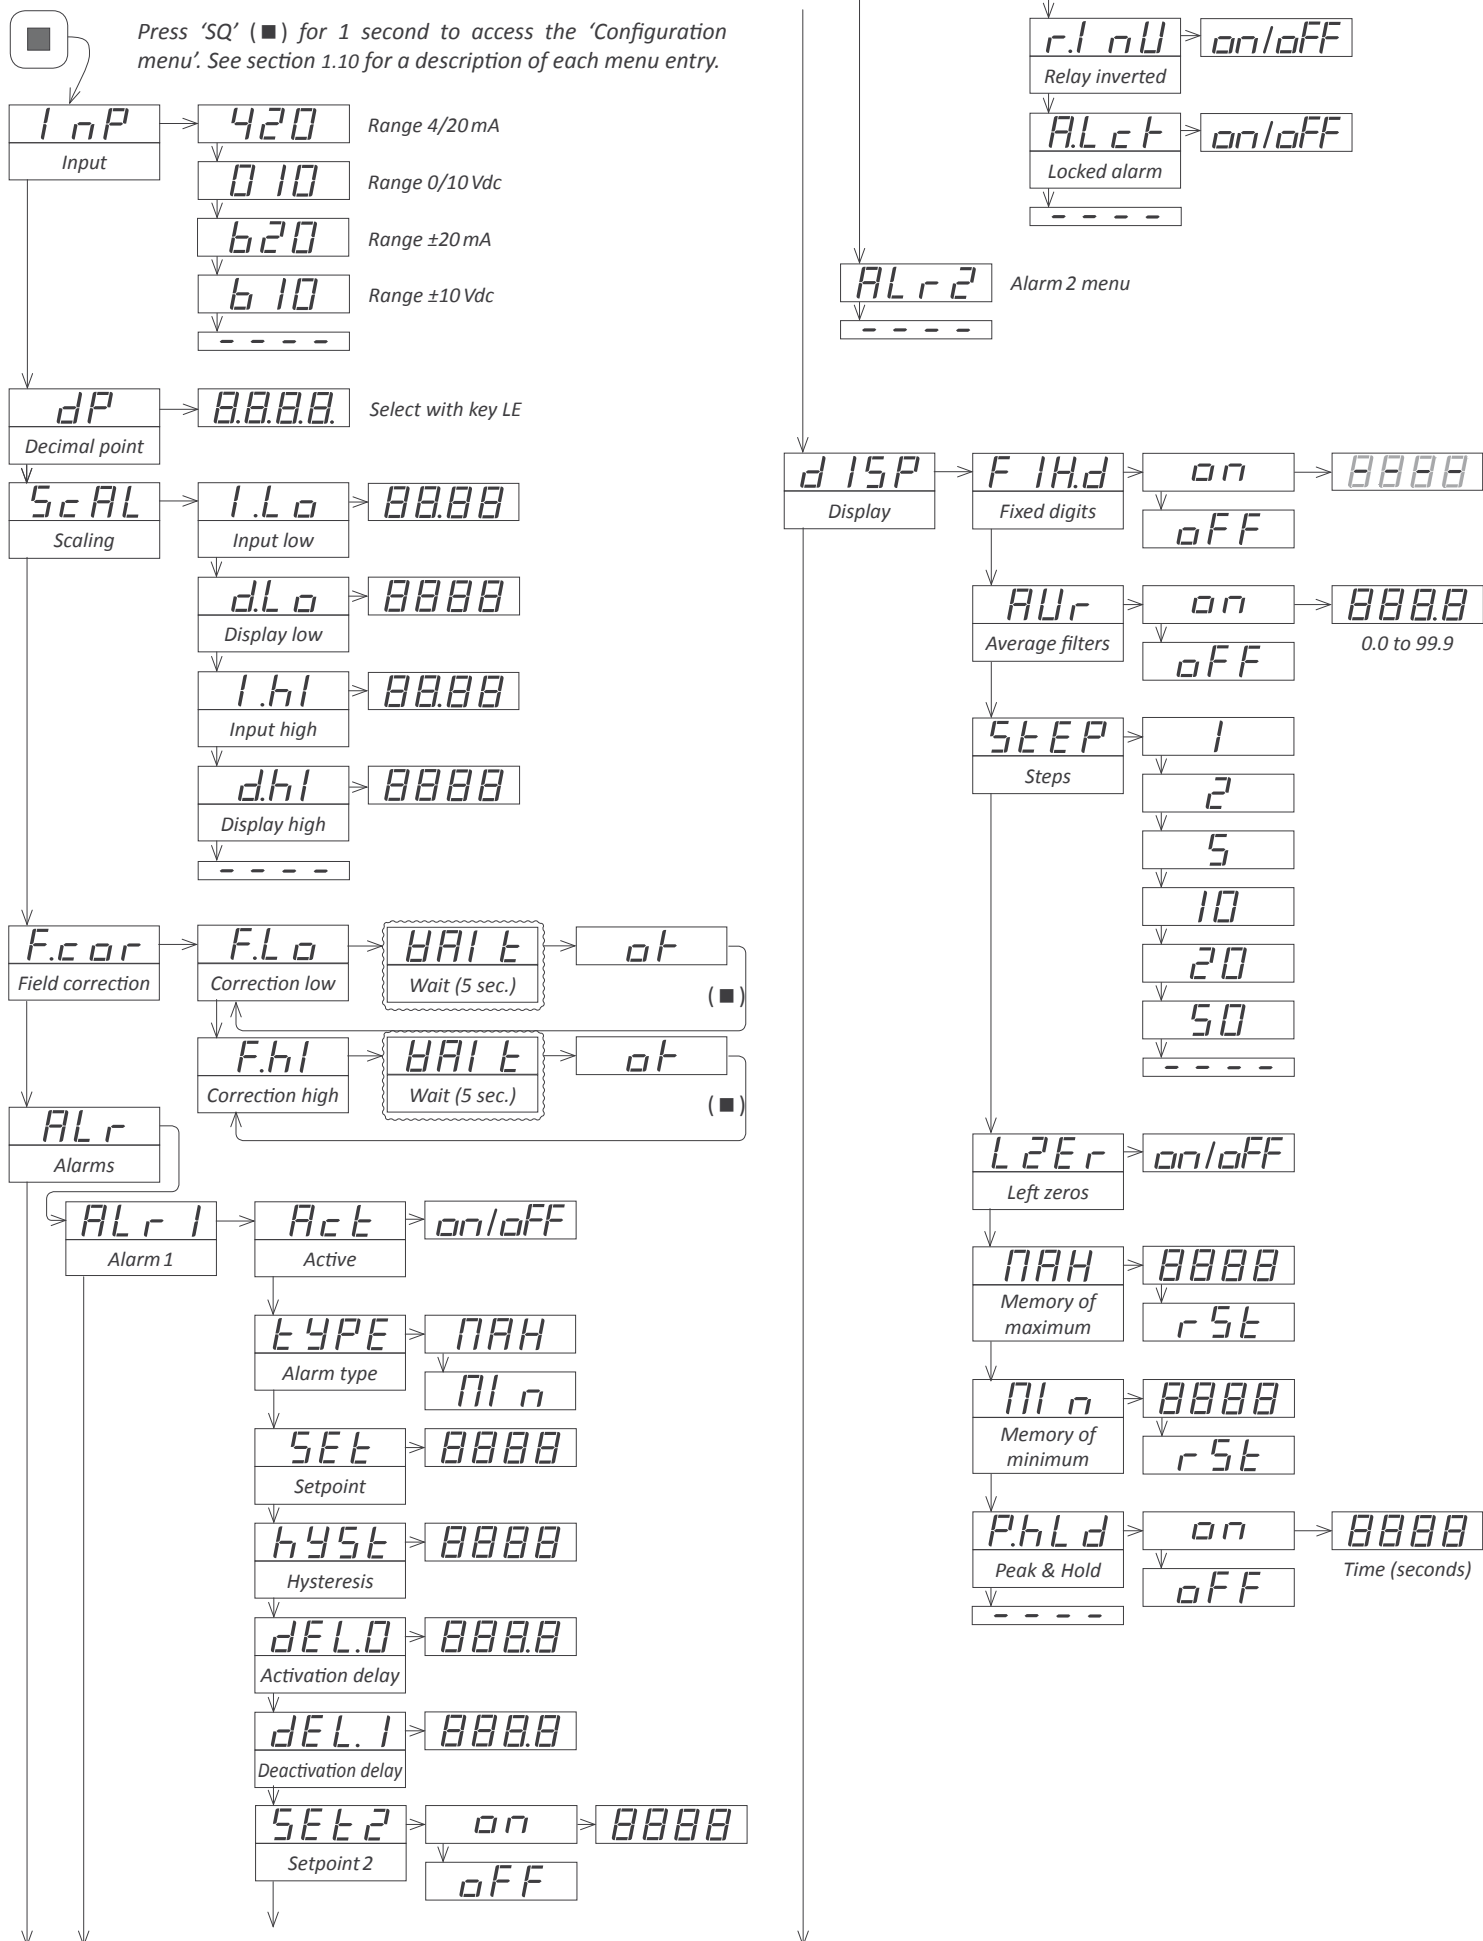 Press ‘SQ’ (■) for 1 second to access the ‘Configuration
menu’. See section 1.10 for a description of each menu entry.
InP
Input
420
Range 4/20 mA
010
Range 0/10 Vdc
b20
Range ±20 mA
b10
Range ±10 Vdc
----
dP
Decimal point
8.8.8.8.
Select with key LE
ScAL
Scaling
I.Lo
Input low
88.88
d.Lo
Display low
8888
I.hI
Input high
88.88
d.hI
Display high
8888
----
F.cor
Field correction
F.Lo
Correction low
WAIt
Wait (5 sec.)
ok
(■)
F.hI
Correction high
WAIt
Wait (5 sec.)
ok
(■)
ALr
Alarms
ALr1
Alarm 1
Act
Active
on/oFF
tYPE
Alarm type
MAX
MIn
SEt
Setpoint
8888
hYSt
Hysteresis
8888
dEL.0
Activation delay
888.8
dEL.1
Deactivation delay
888.8
SEt2
Setpoint 2
on
8888
oFF
r.InV
Relay inverted
on/oFF
A.Lck
Locked alarm
on/oFF
----
ALr2
Alarm 2 menu
----
dISP
Display
FIX.d
Fixed digits
on
8888
oFF
AVr
Average filters
on
888.8
0.0 to 99.9
oFF
StEP
Steps
1
2
5
10
20
50
----
LZEr
Left zeros
on/oFF
MAX
Memory of
maximum
8888
rSt
MIn
Memory of
minimum
8888
rSt
P.hLd
Peak & Hold
on
8888
Time (seconds)
oFF
----